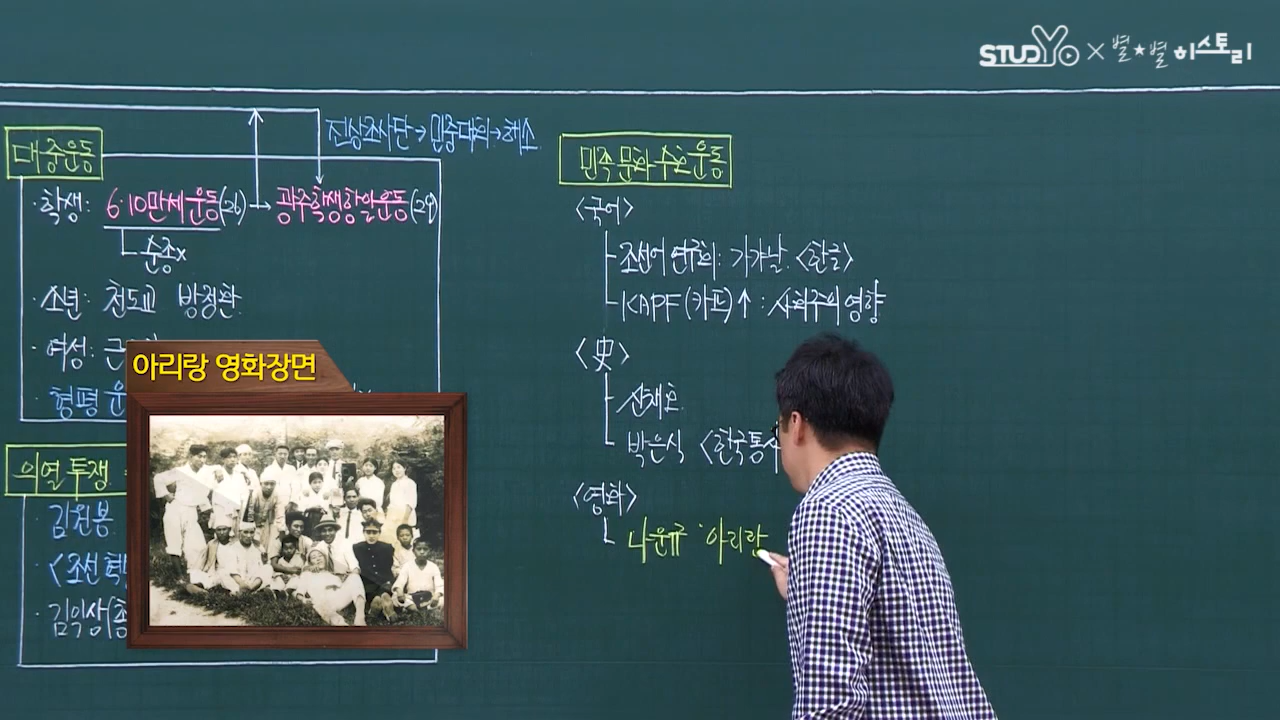 STUDYO × 별★별 히스토리
진상조사단→민중대회→해소
대중운동
·학생: 6·10만세운동(26) → 광주학생항일운동(29)
순종x
·소년: 천도교 방정환
·여성: 근
·형평 운
의열 투쟁
·김원봉
<조선혁
·김익상(종
아리랑 영화장면
민족문화수호운동
<국어>
조선어 연구회: 가갸날. <한글>
KAPF(카프)↑: 사회주의 영향
<史>
신채호
박은식 <한국통사
<영화>
나운규 '아리랑